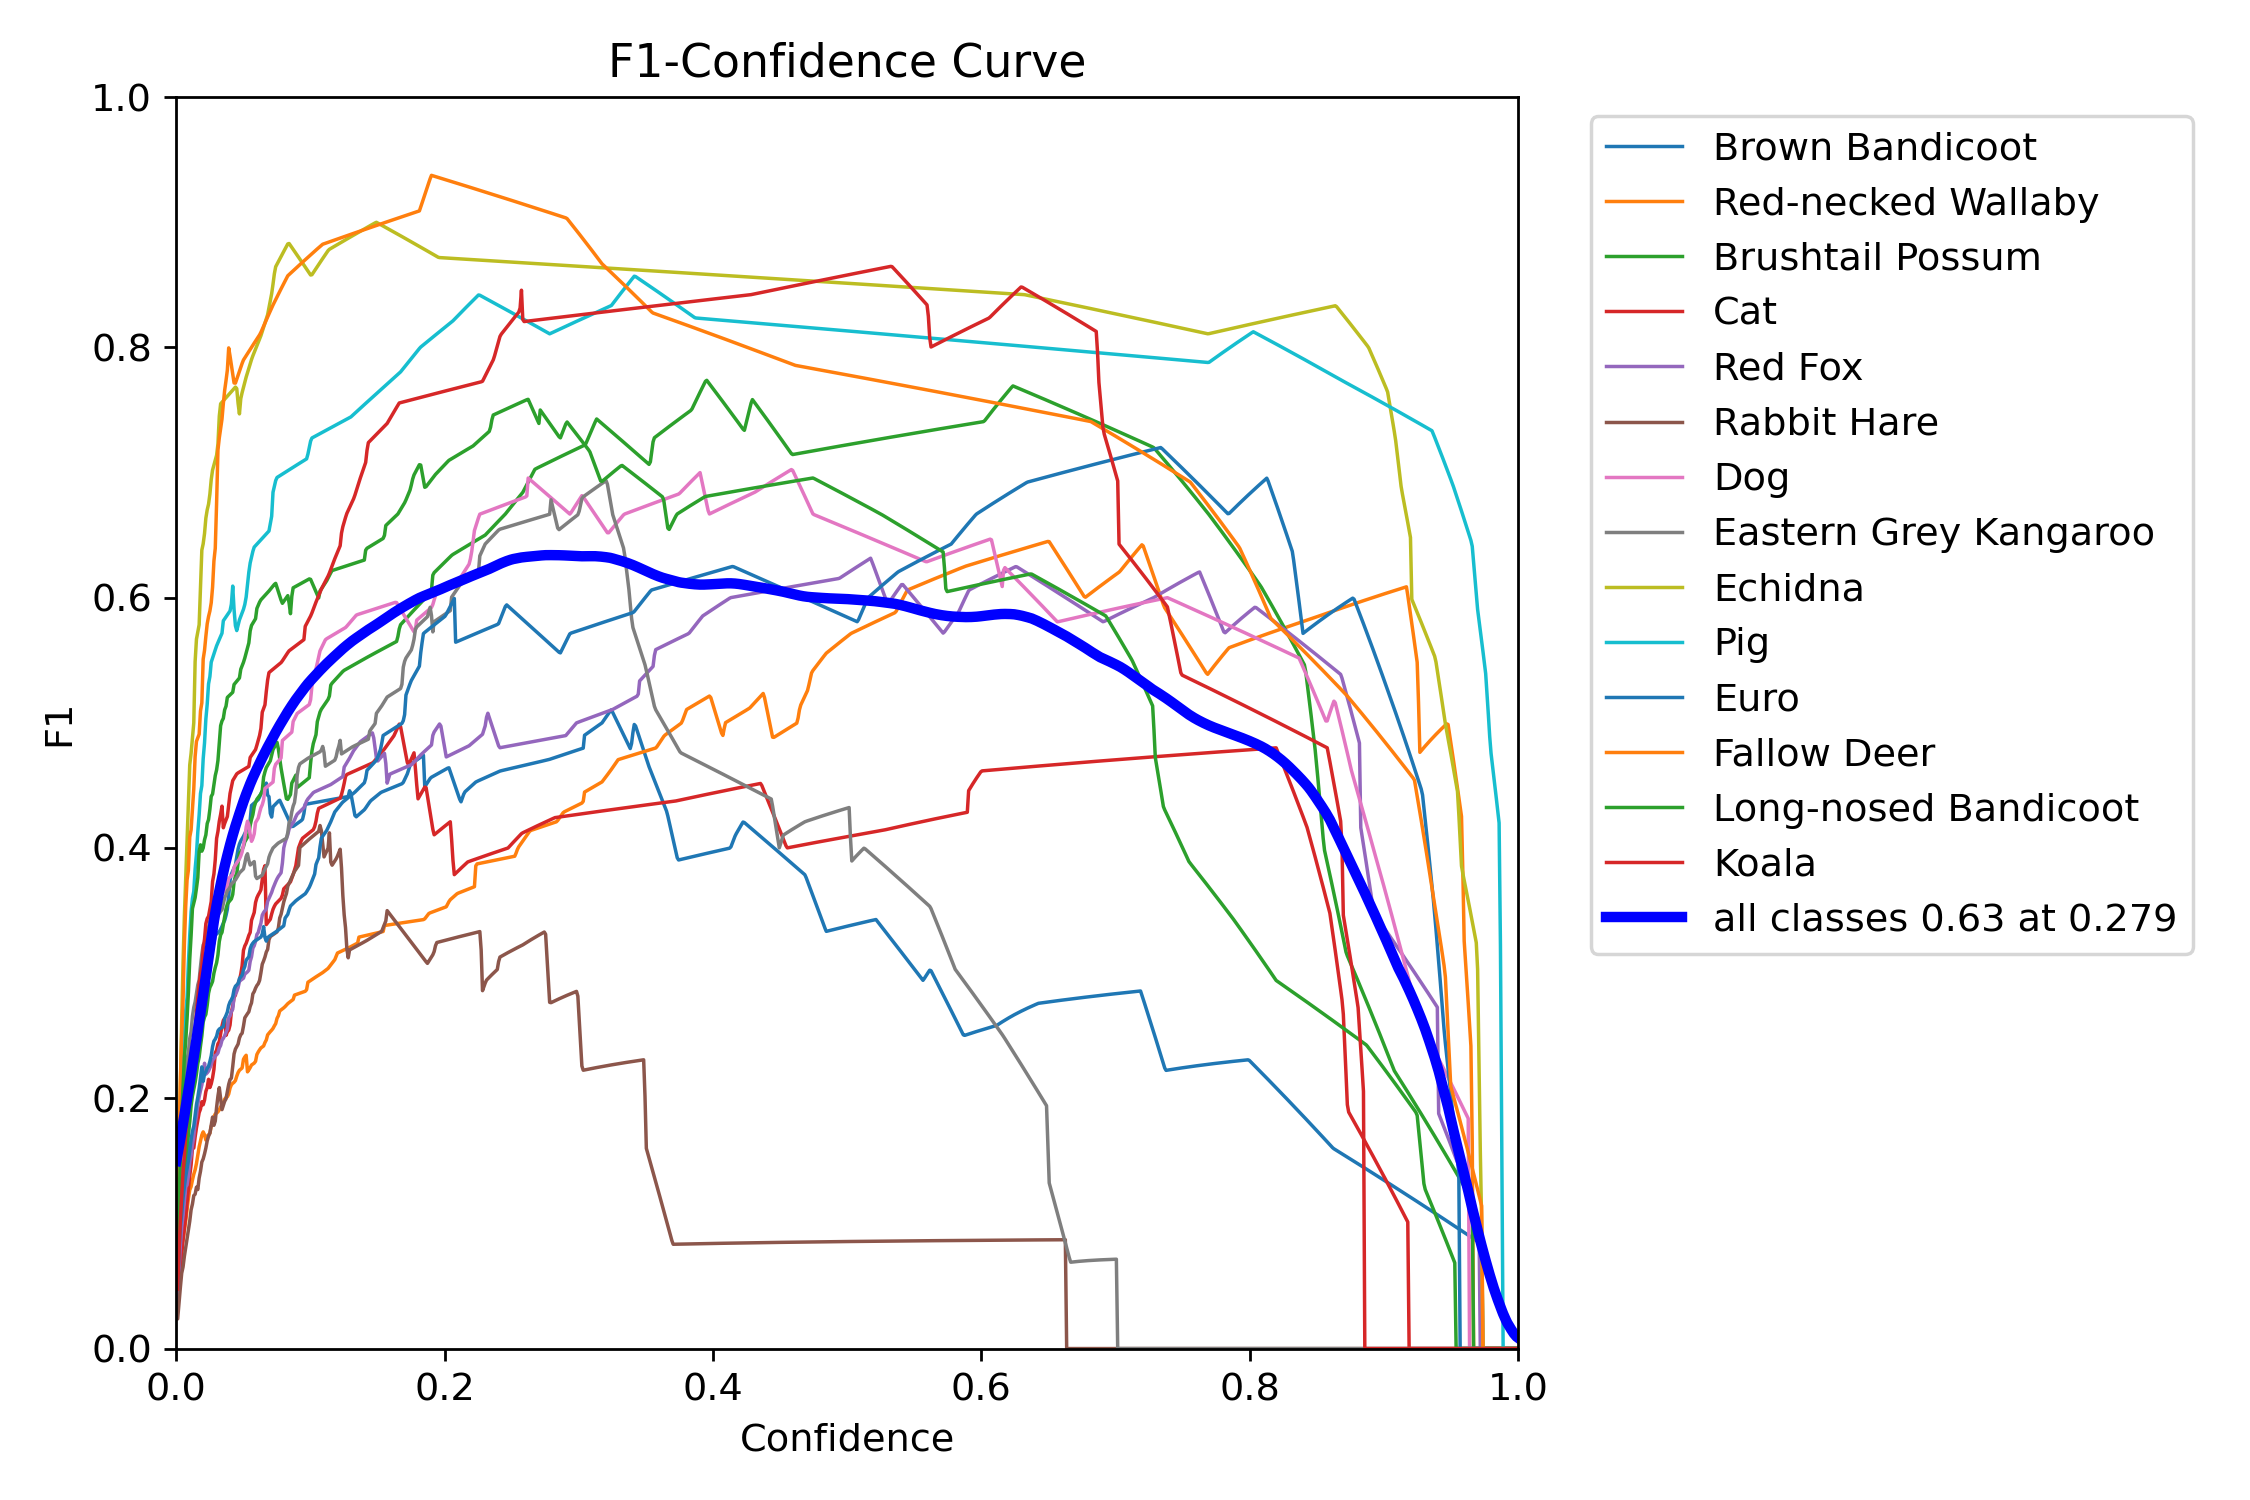 F1-Confidence Curve
1.0
0.8
0.6
0.4
0.2
0.0
F1
0.0 0.2 0.4 0.6 0.8 1.0
Confidence
Brown Bandicoot
Red-necked Wallaby
Brushtail Possum
Cat
Red Fox
Rabbit Hare
Dog
Eastern Grey Kangaroo
Echidna
Pig
Euro
Fallow Deer
Long-nosed Bandicoot
Koala
all classes 0.63 at 0.279